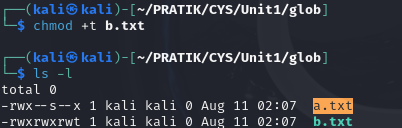 ┌──(kali㉿kali)-[~/PRATIK/CYS/Unit1/glob]
└─$ chmod +t b.txt
┌──(kali㉿kali)-[~/PRATIK/CYS/Unit1/glob]
└─$ ls -l
total 0
-rwx--s--x 1 kali kali 0 Aug 11 02:07 a.txt
-rwxrwxrwt 1 kali kali 0 Aug 11 02:07 b.txt